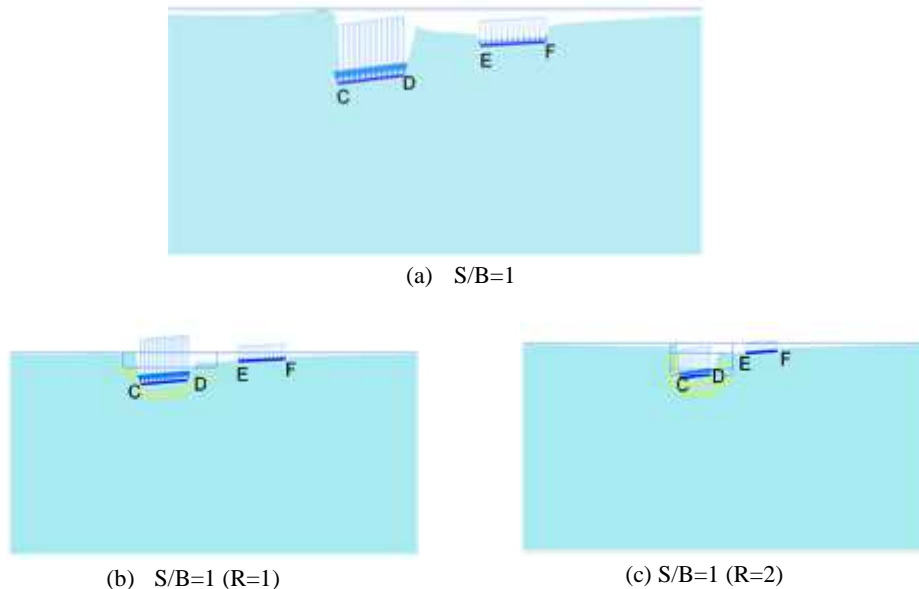 C D E F
(a) S/B=1
C D E F
C D E F
(b) S/B=1 (R=1)
(c) S/B=1 (R=2)